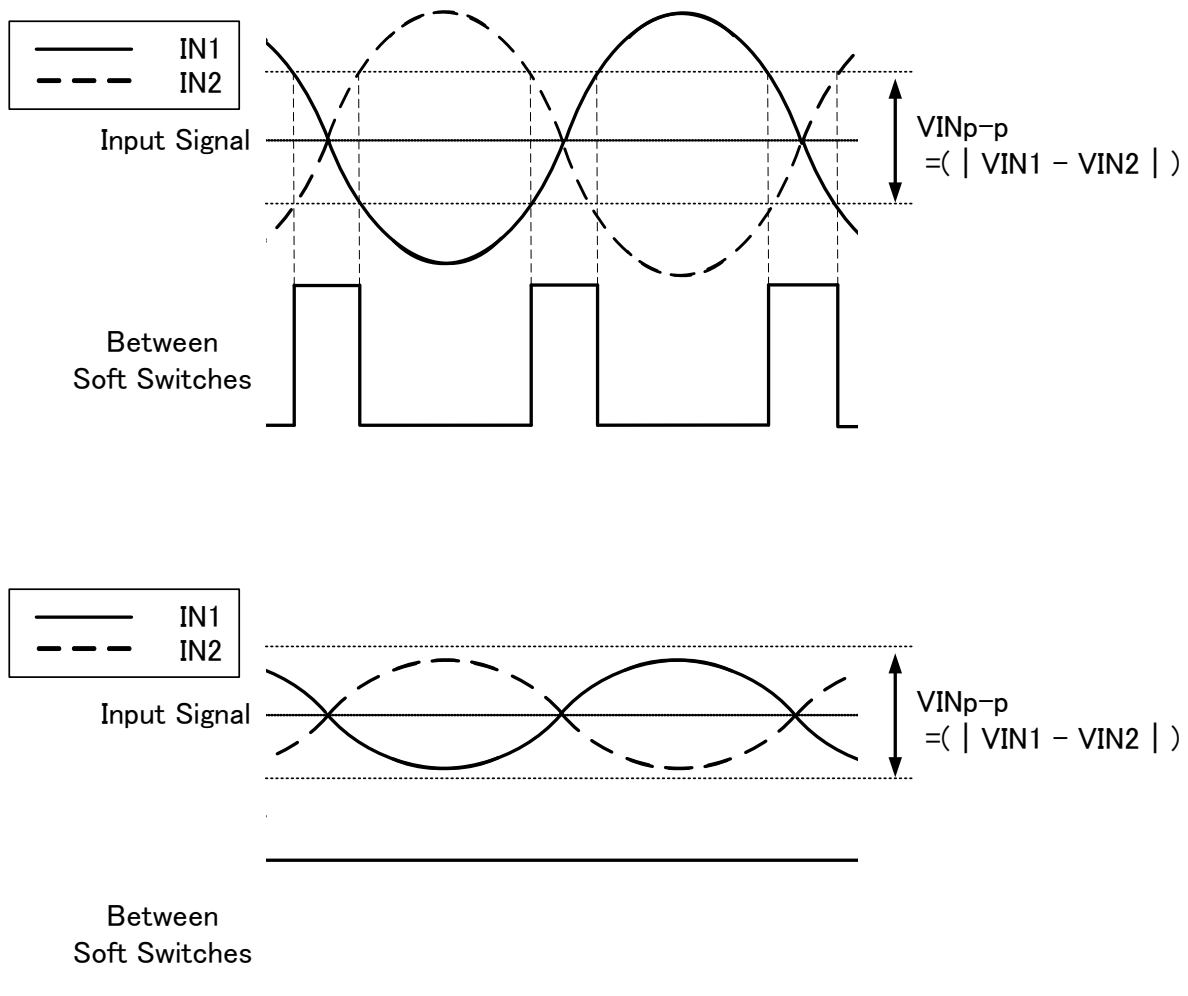 IN1
IN2
Input Signal
VINp-p
=( | VIN1 - VIN2 | )
Between
Soft Switches
IN1
IN2
Input Signal
VINp-p
=( | VIN1 - VIN2 | )
Between
Soft Switches